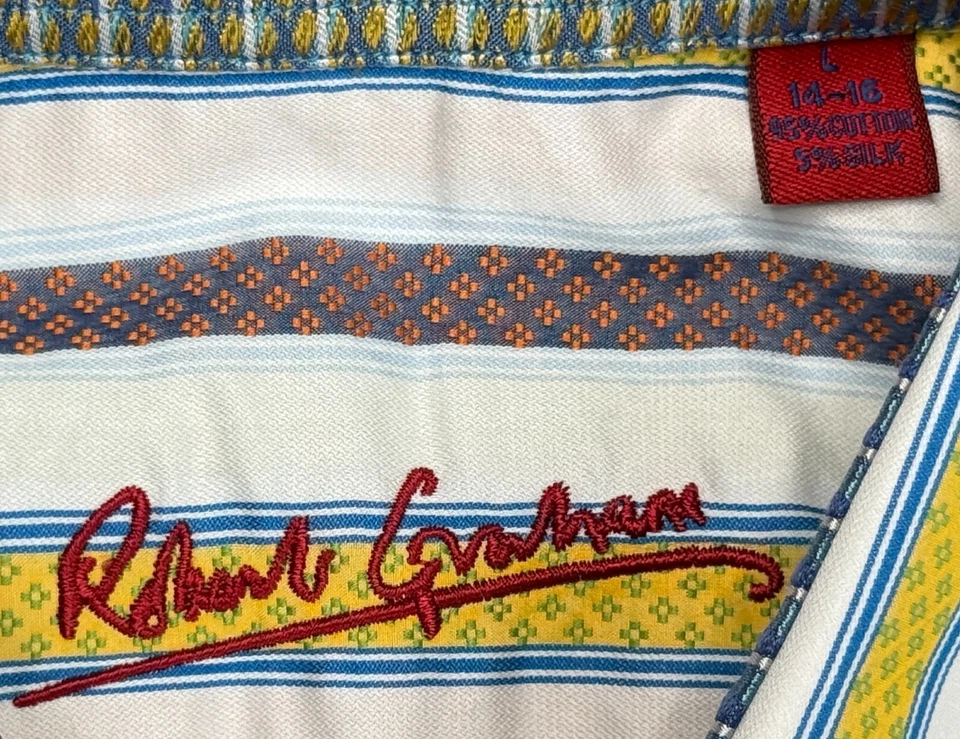 L
14-16
95%COTTON
5%SILK
Robert Graham